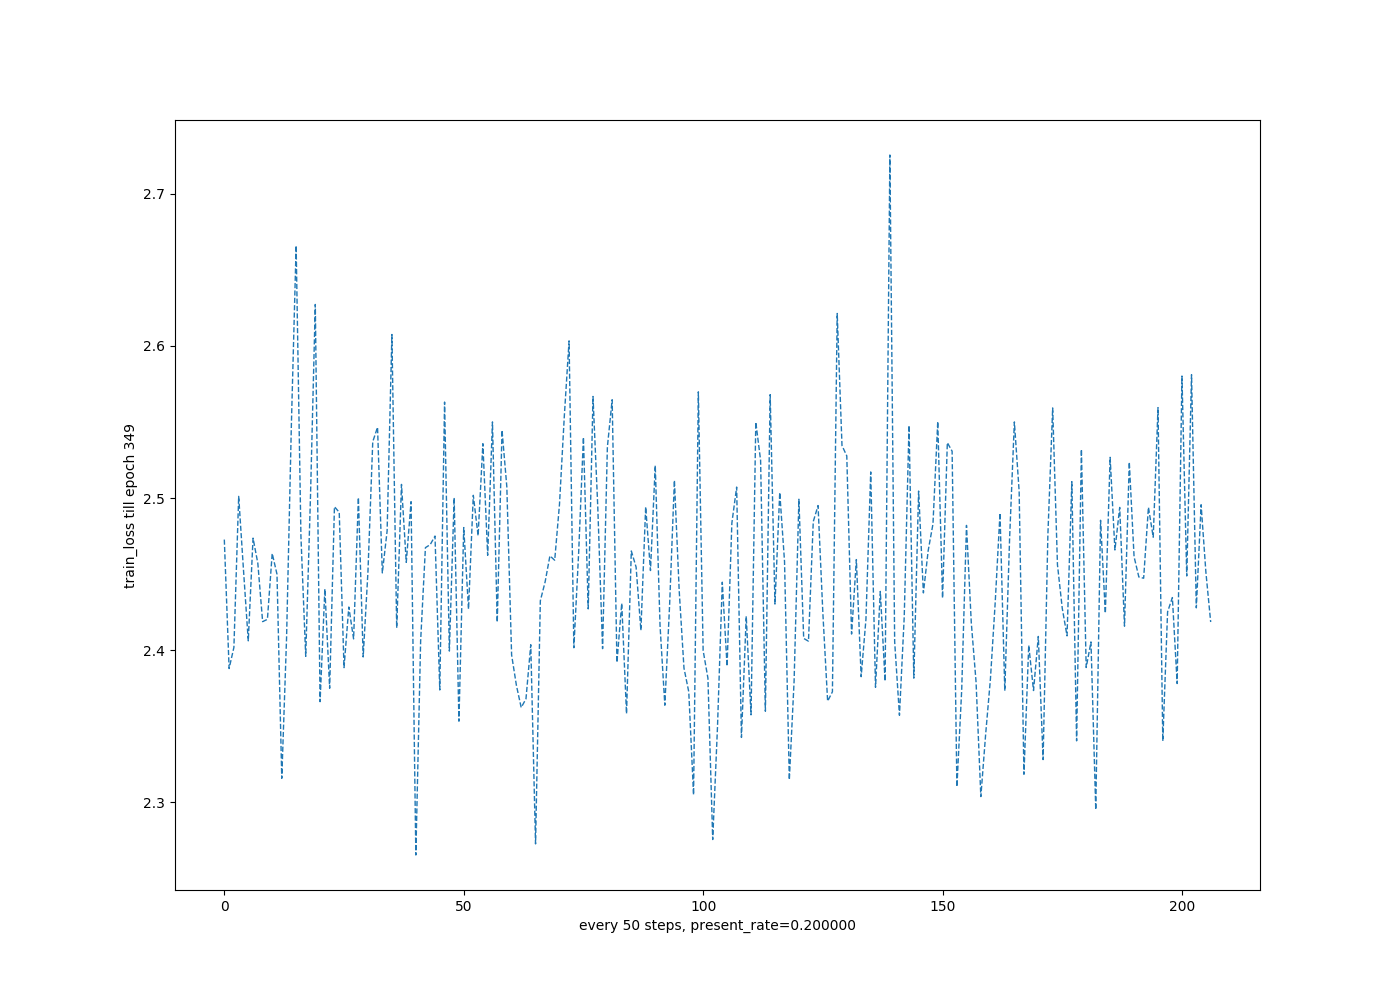 2.7
2.6
2.5
2.4
2.3
train_loss till epoch 349
0 50 100 150 200
every 50 steps, present_rate=0.200000